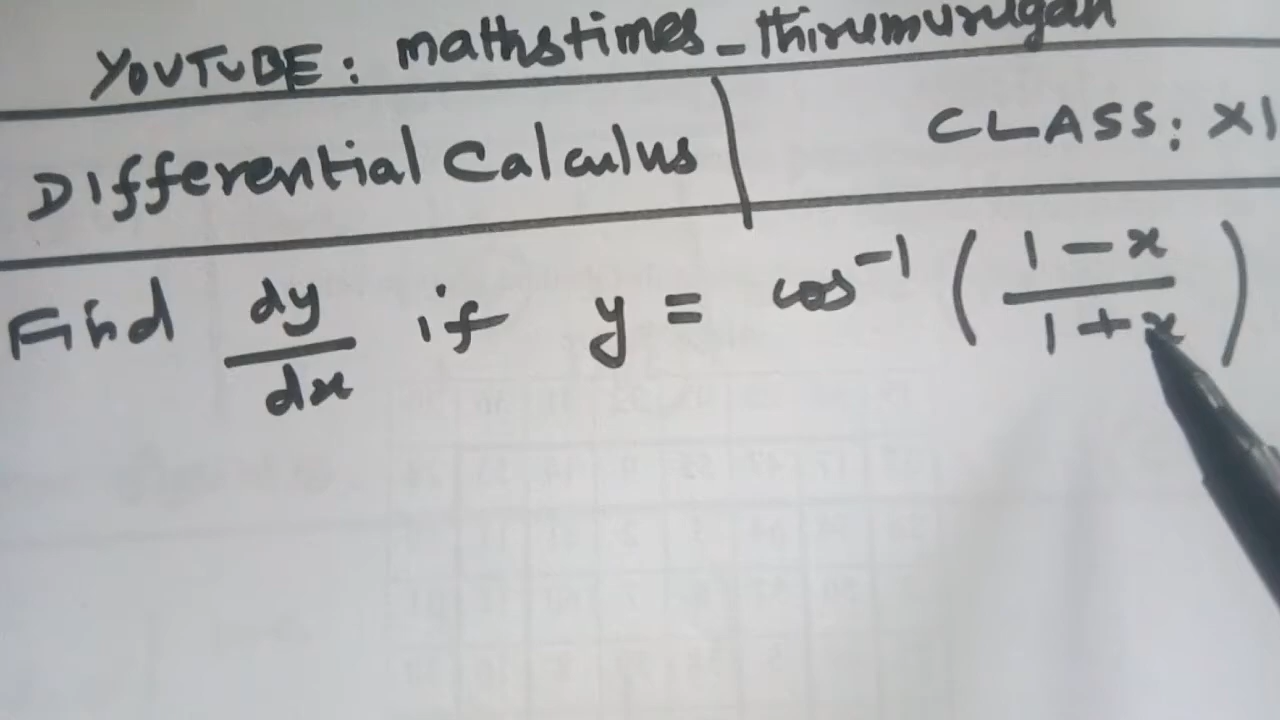 YOUTUBE: mathstimes_thirumurugan
Differential Calculus CLASS: XI
Find dy/dx if y = cos⁻¹ ( 1 - x / 1 + x )